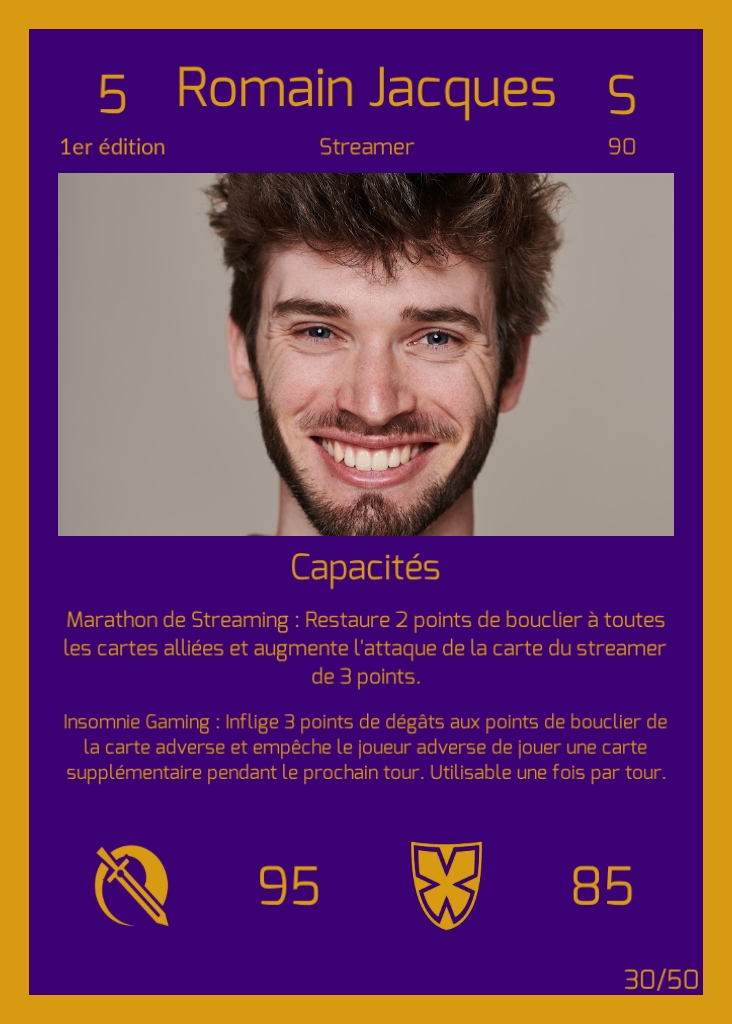 5 Romain Jacques S
1er édition Streamer 90
Capacités
Marathon de Streaming : Restaure 2 points de bouclier à toutes
les cartes alliées et augmente l'attaque de la carte du streamer
de 3 points.
Insomnie Gaming : Inflige 3 points de dégâts aux points de bouclier de
la carte adverse et empêche le joueur adverse de jouer une carte
supplémentaire pendant le prochain tour. Utilisable une fois par tour.
95 85
30/50